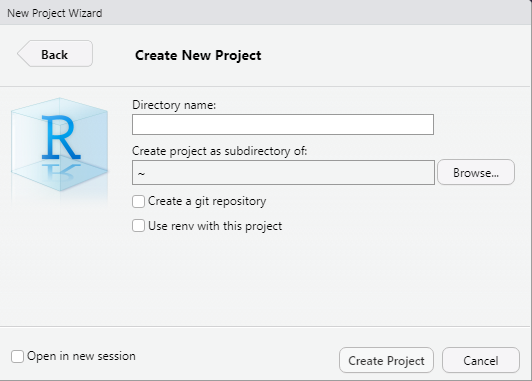 New Project Wizard
Back
Create New Project
R
Directory name:
Create project as subdirectory of:
~
Browse...
Create a git repository
Use renv with this project
Open in new session
Create Project
Cancel